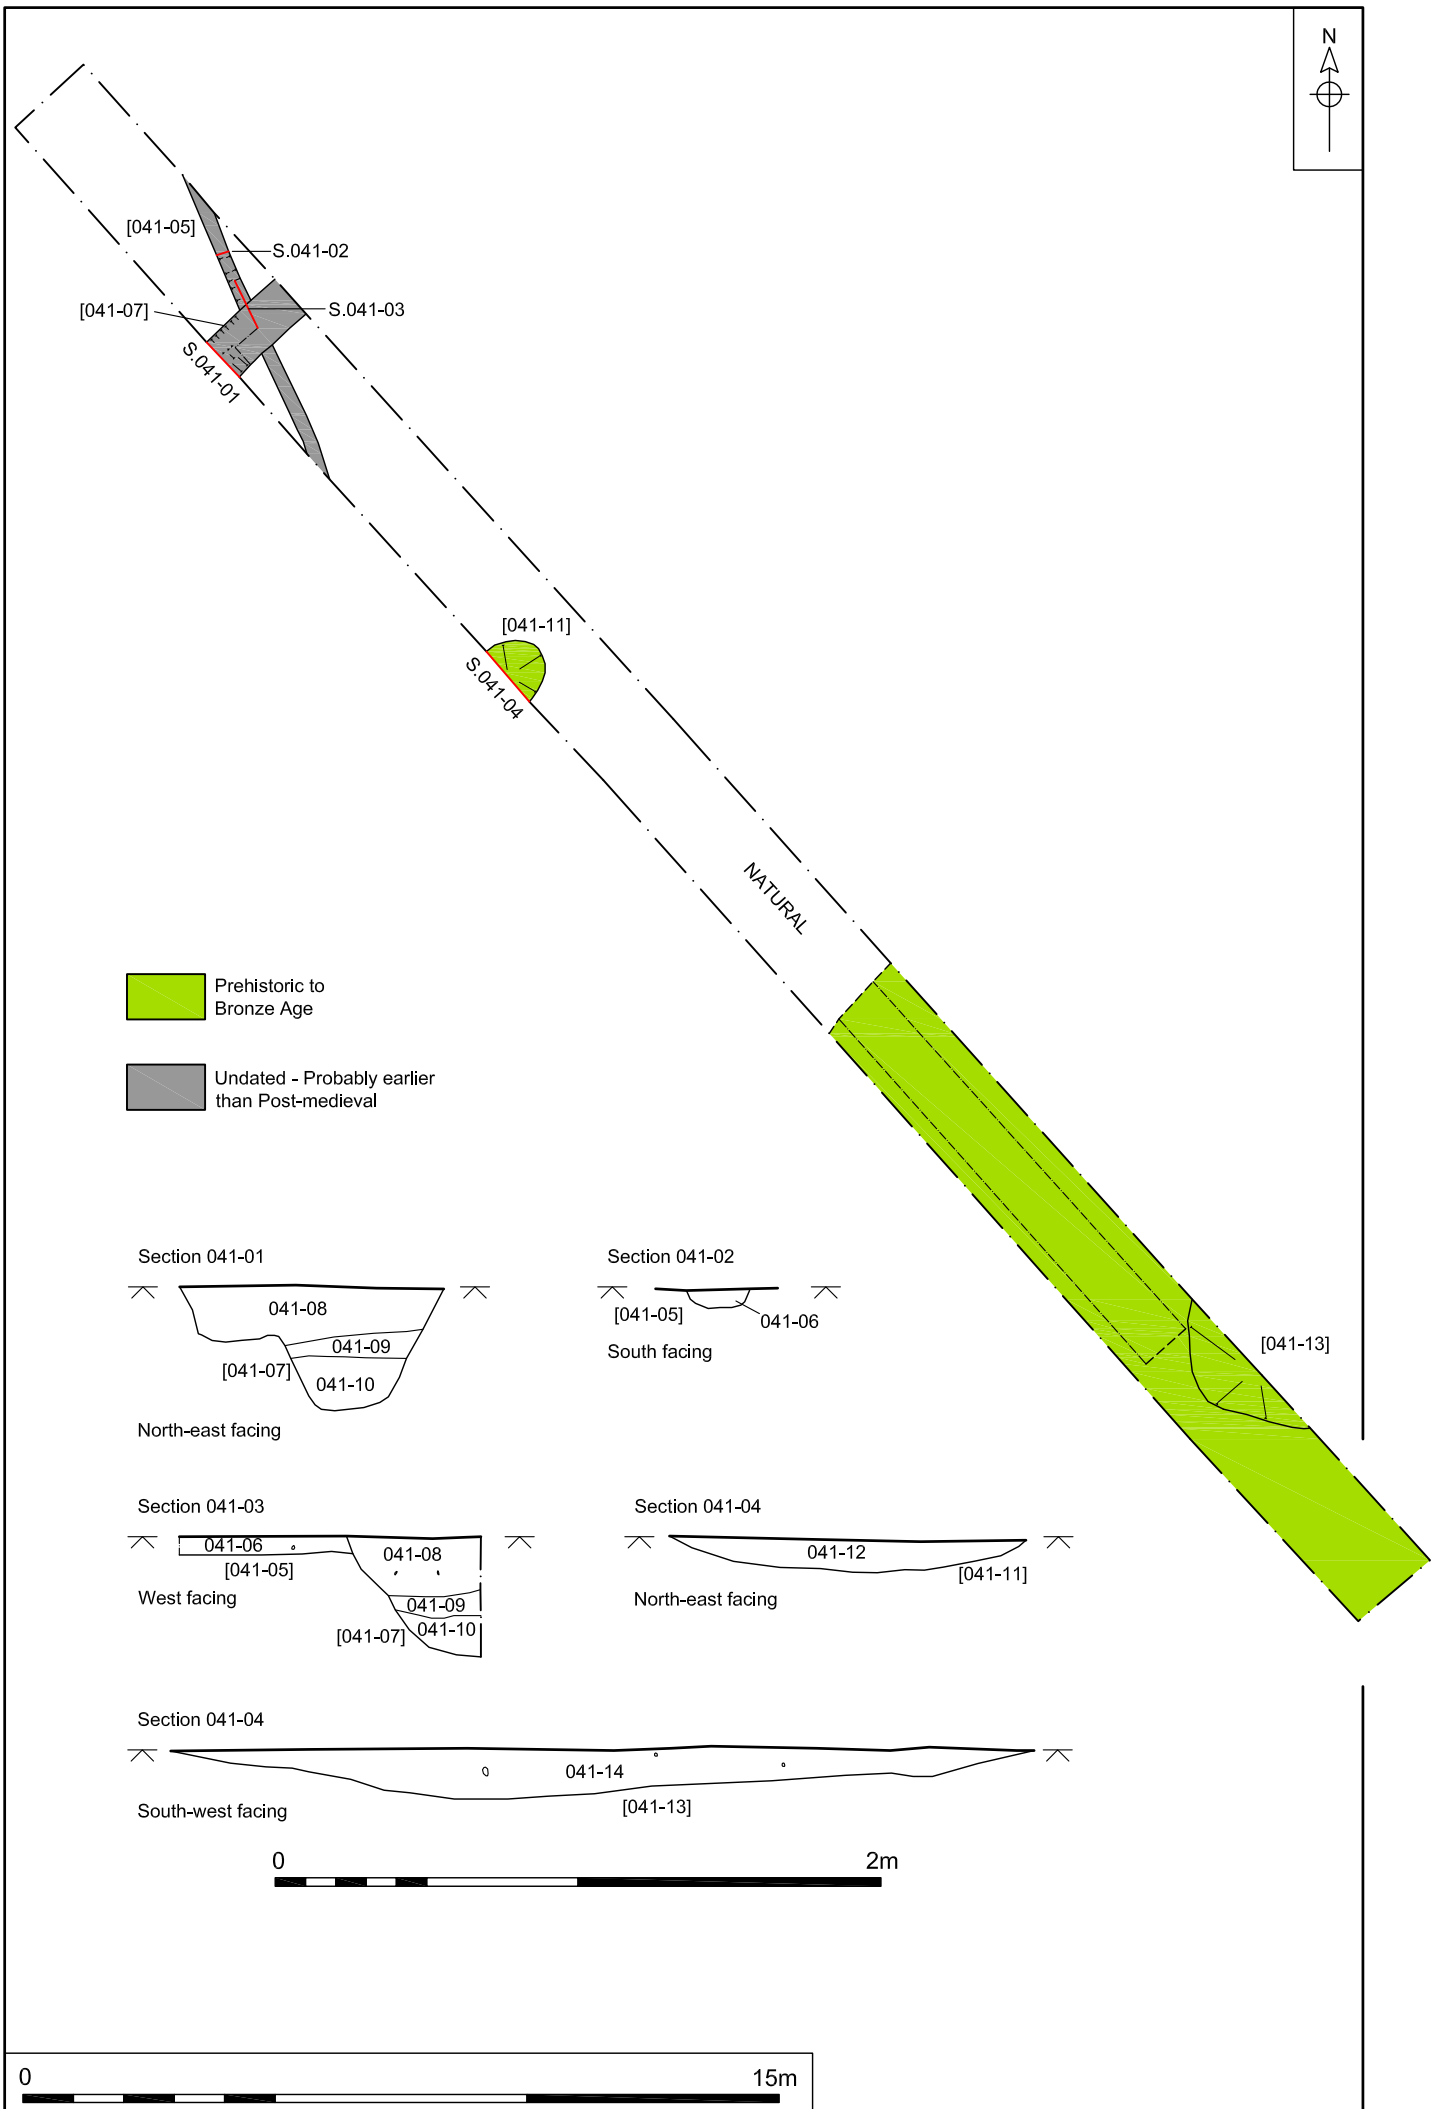 N
[041-05]
S.041-02
[041-07]
S.041-03
S.041-01
[041-11]
S.041-04
NATURAL
Prehistoric to
Bronze Age
Undated - Probably earlier
than Post-medieval
[041-13]
Section 041-01
041-08
041-09
[041-07]
041-10
North-east facing
Section 041-02
[041-05]
041-06
South facing
Section 041-03
041-06
041-08
[041-05]
West facing
041-09
[041-07]
041-10
Section 041-04
041-12
[041-11]
North-east facing
Section 041-04
041-14
[041-13]
South-west facing
0 2m
0 15m